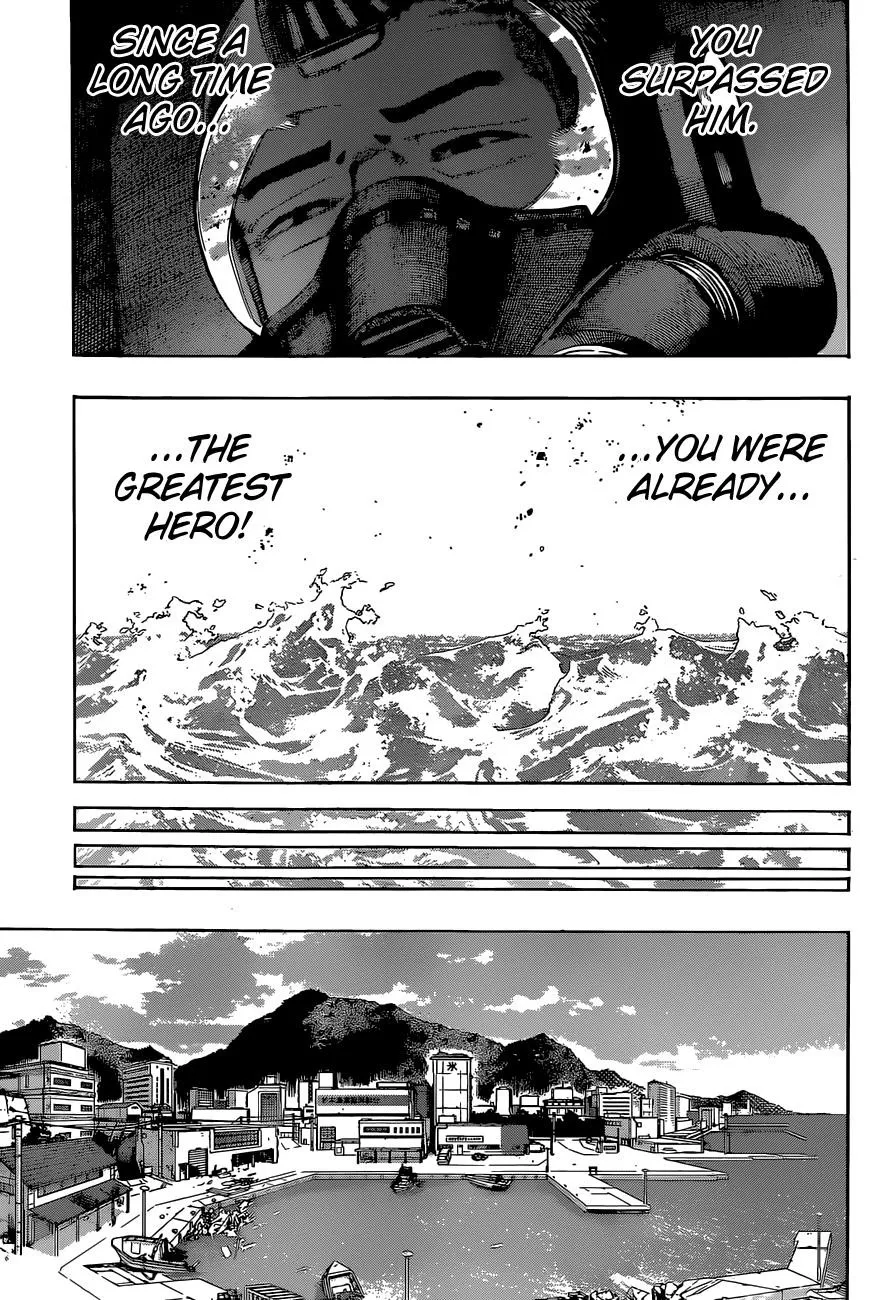 YOU
SURPASSED
HIM.
SINCE A
LONG TIME
AGO...
...YOU WERE
ALREADY...
...THE
GREATEST
HERO!
氷